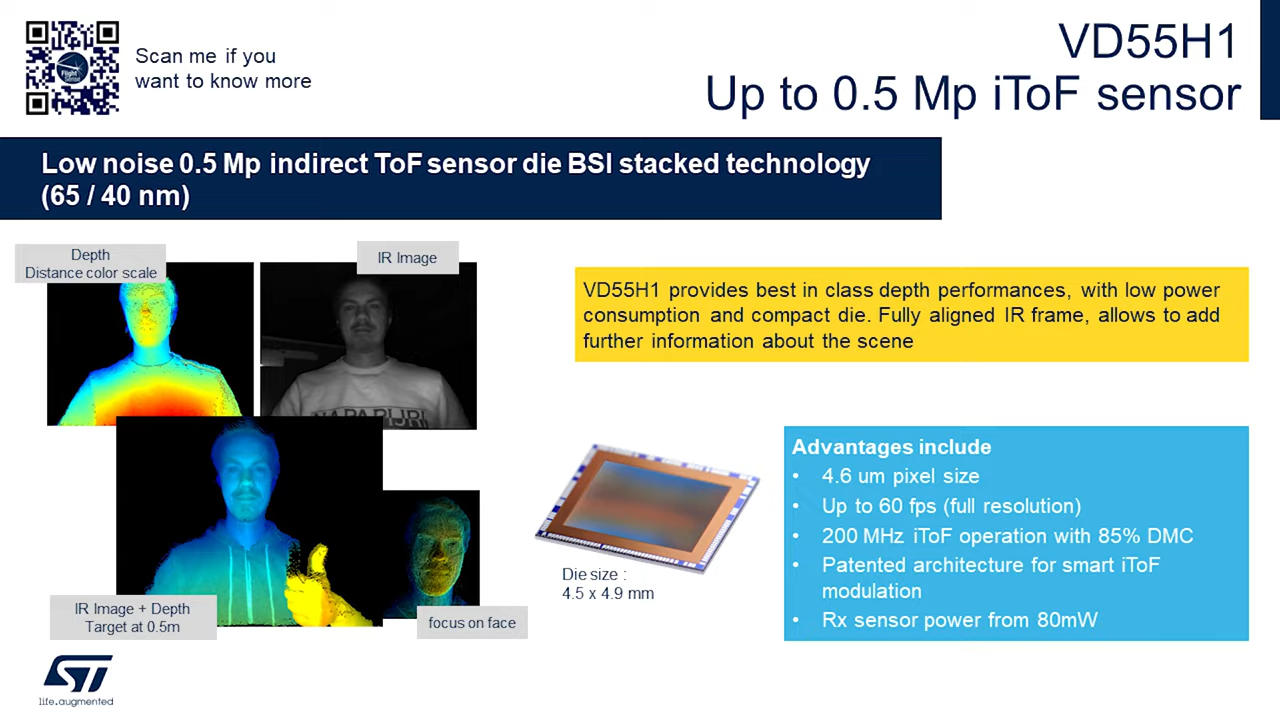 Flight
Sense
Scan me if you
want to know more
VD55H1
Up to 0.5 Mp iToF sensor
Low noise 0.5 Mp indirect ToF sensor die BSI stacked technology
(65 / 40 nm)
Depth
Distance color scale
IR Image
NAPAPIJRI
IR Image + Depth
Target at 0.5m
focus on face
VD55H1 provides best in class depth performances, with low power
consumption and compact die. Fully aligned IR frame, allows to add
further information about the scene
Die size :
4.5 x 4.9 mm
Advantages include
• 4.6 um pixel size
• Up to 60 fps (full resolution)
• 200 MHz iToF operation with 85% DMC
• Patented architecture for smart iToF
modulation
• Rx sensor power from 80mW
ST
life.augmented